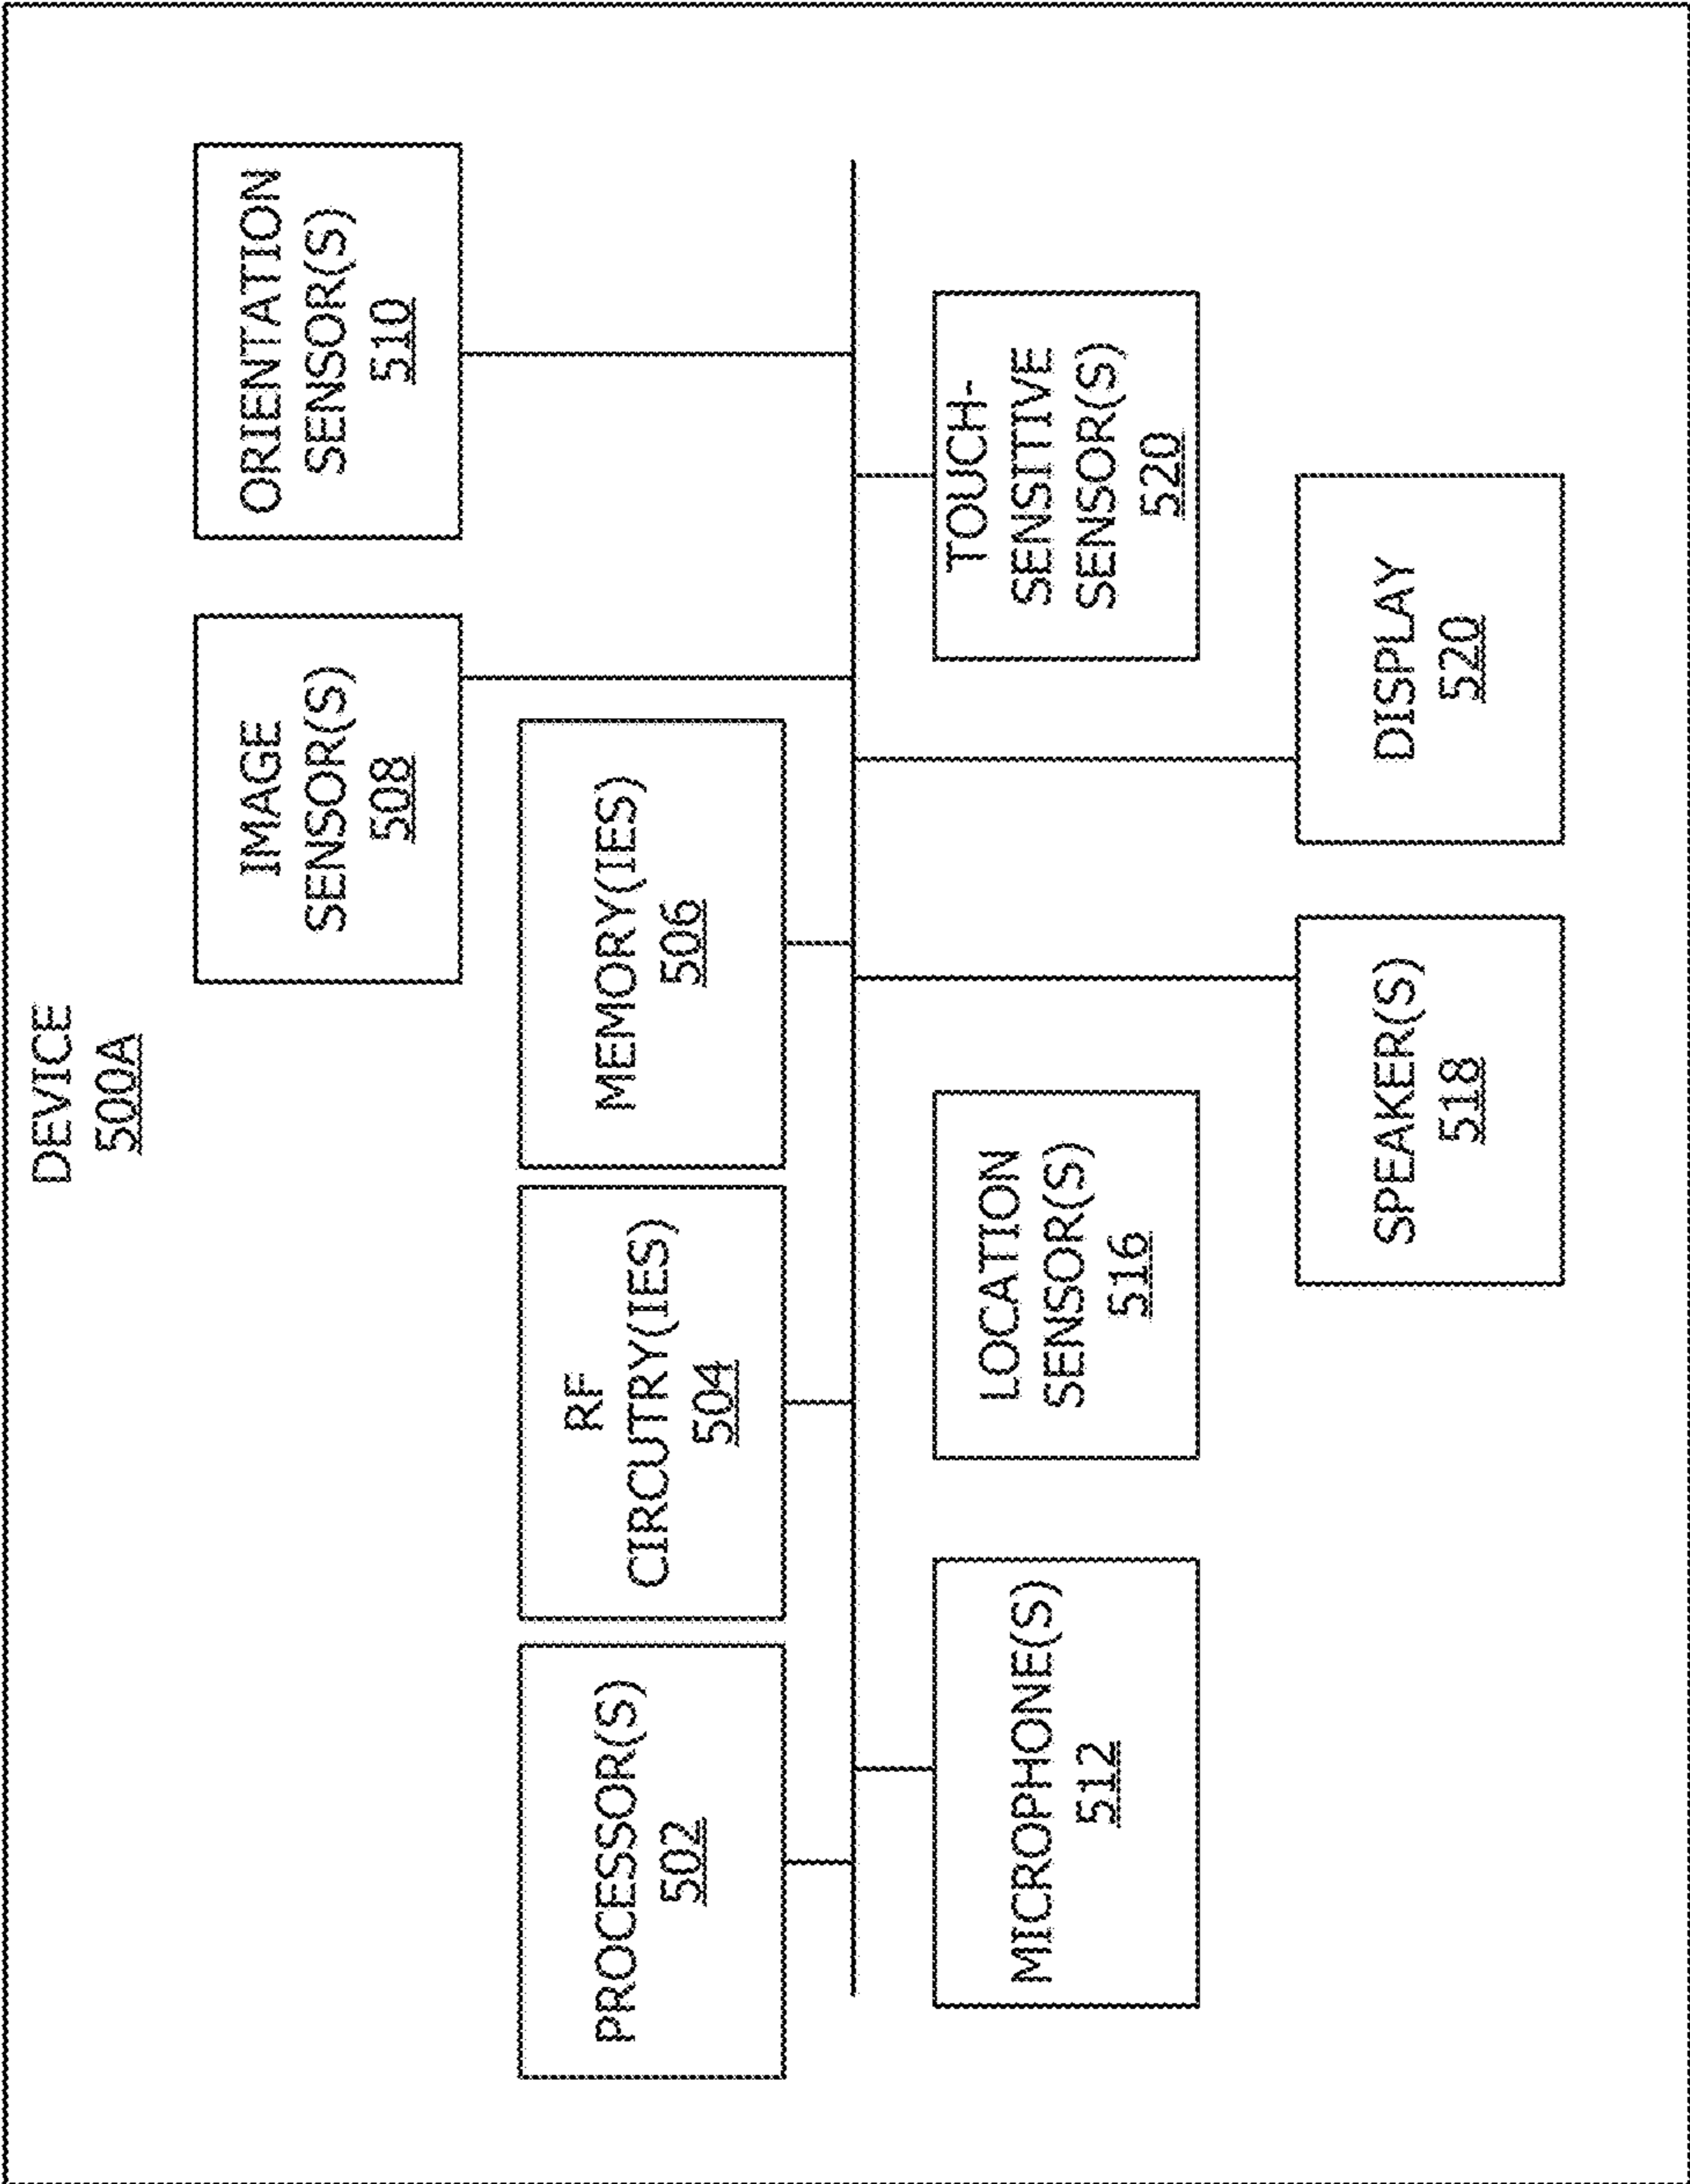 DEVICE
500A
IMAGE
SENSOR(S)
508
ORIENTATION
SENSOR(S)
510
PROCESSOR(S)
502
RF
CIRCUTRY(IES)
504
MEMORY(IES)
506
MICROPHONE(S)
512
LOCATION
SENSOR(S)
516
TOUCH-
SENSITIVE
SENSOR(S)
520
SPEAKER(S)
518
DISPLAY
520